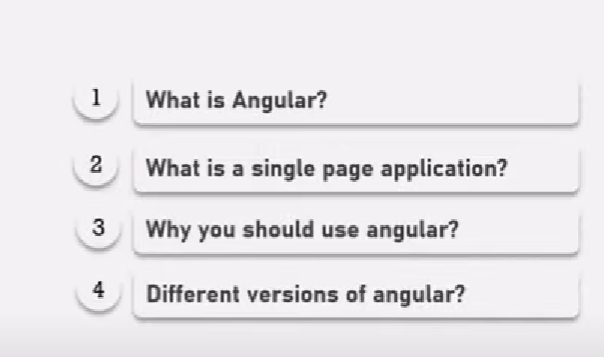 1 What is Angular?
2 What is a single page application?
3 Why you should use angular?
4 Different versions of angular?